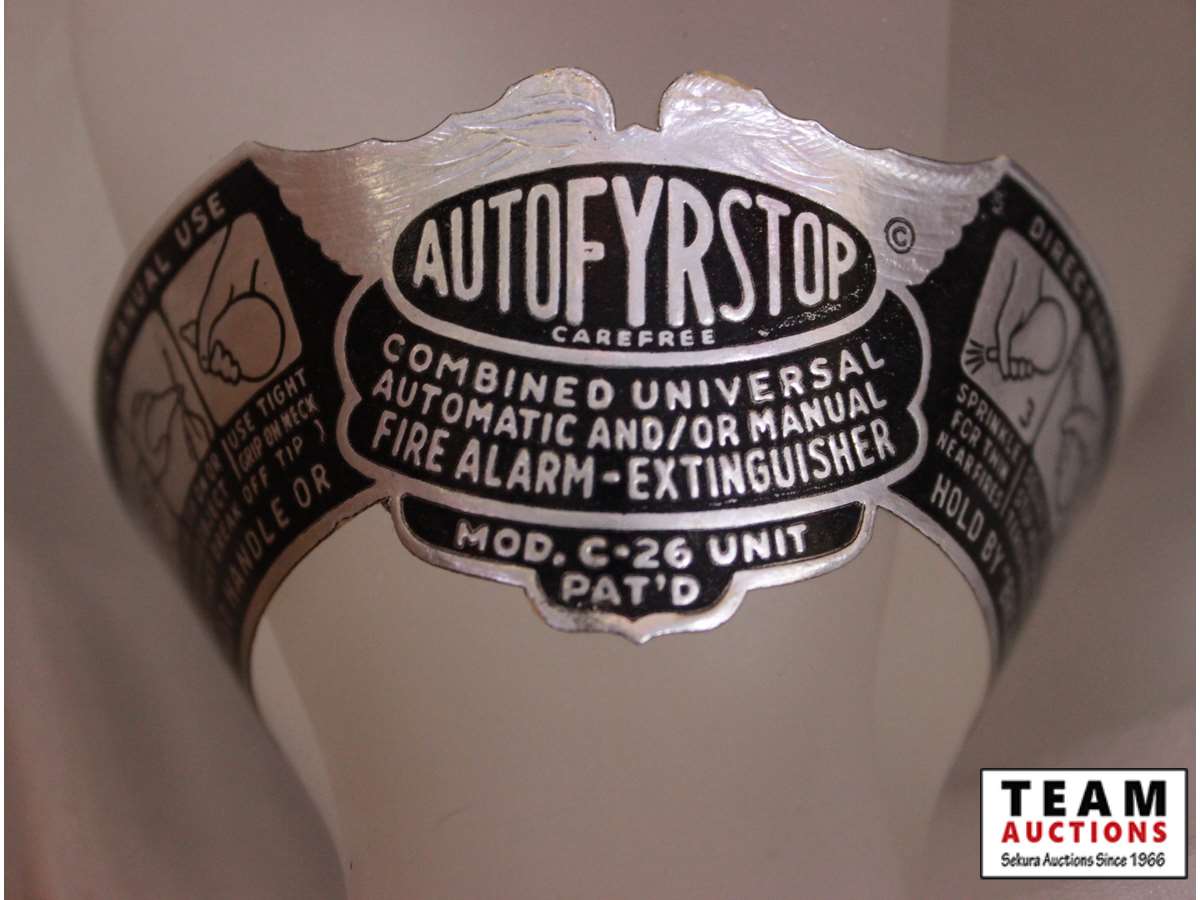 AUTOFYRSTOP
©
CAREFREE
COMBINED UNIVERSAL
AUTOMATIC AND/OR MANUAL
FIRE ALARM-EXTINGUISHER
MOD. C-26 UNIT
PAT'D
MANUAL USE
USE TIGHT
GRIP ON NECK
OFF TIP )
HANDLE OR
SPRINKLE
FOR THIN
NEAR FIRES
HOLD BY
TEAM
AUCTIONS
Sekura Auctions Since 1966